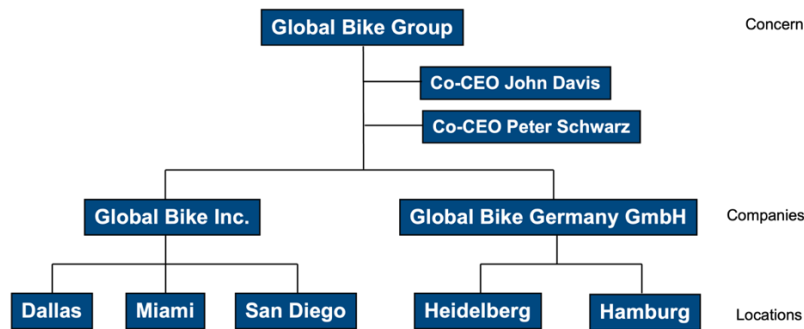 Global Bike Group
Concern
Co-CEO John Davis
Co-CEO Peter Schwarz
Global Bike Inc.
Global Bike Germany GmbH
Companies
Dallas
Miami
San Diego
Heidelberg
Hamburg
Locations